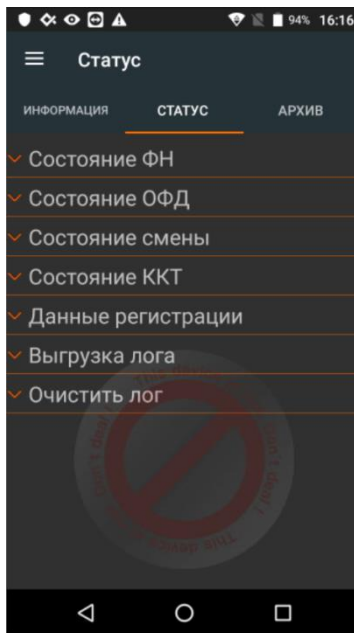 94% 16:16
Статус
ИНФОРМАЦИЯ СТАТУС АРХИВ
Состояние ФН
Состояние ОФД
Состояние смены
Состояние ККТ
Данные регистрации
Выгрузка лога
Очистить лог